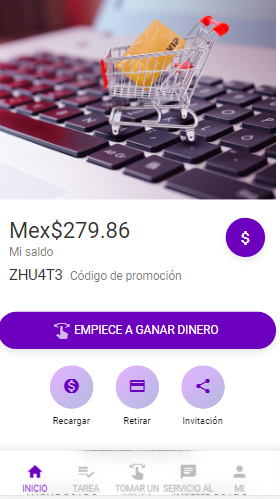 VIP
Mex$279.86
$
Mi saldo
ZHU4T3 Código de promoción
EMPIECE A GANAR DINERO
$
Recargar Retirar Invitación
INICIO TAREA TOMAR UN SERVICIO AL MI